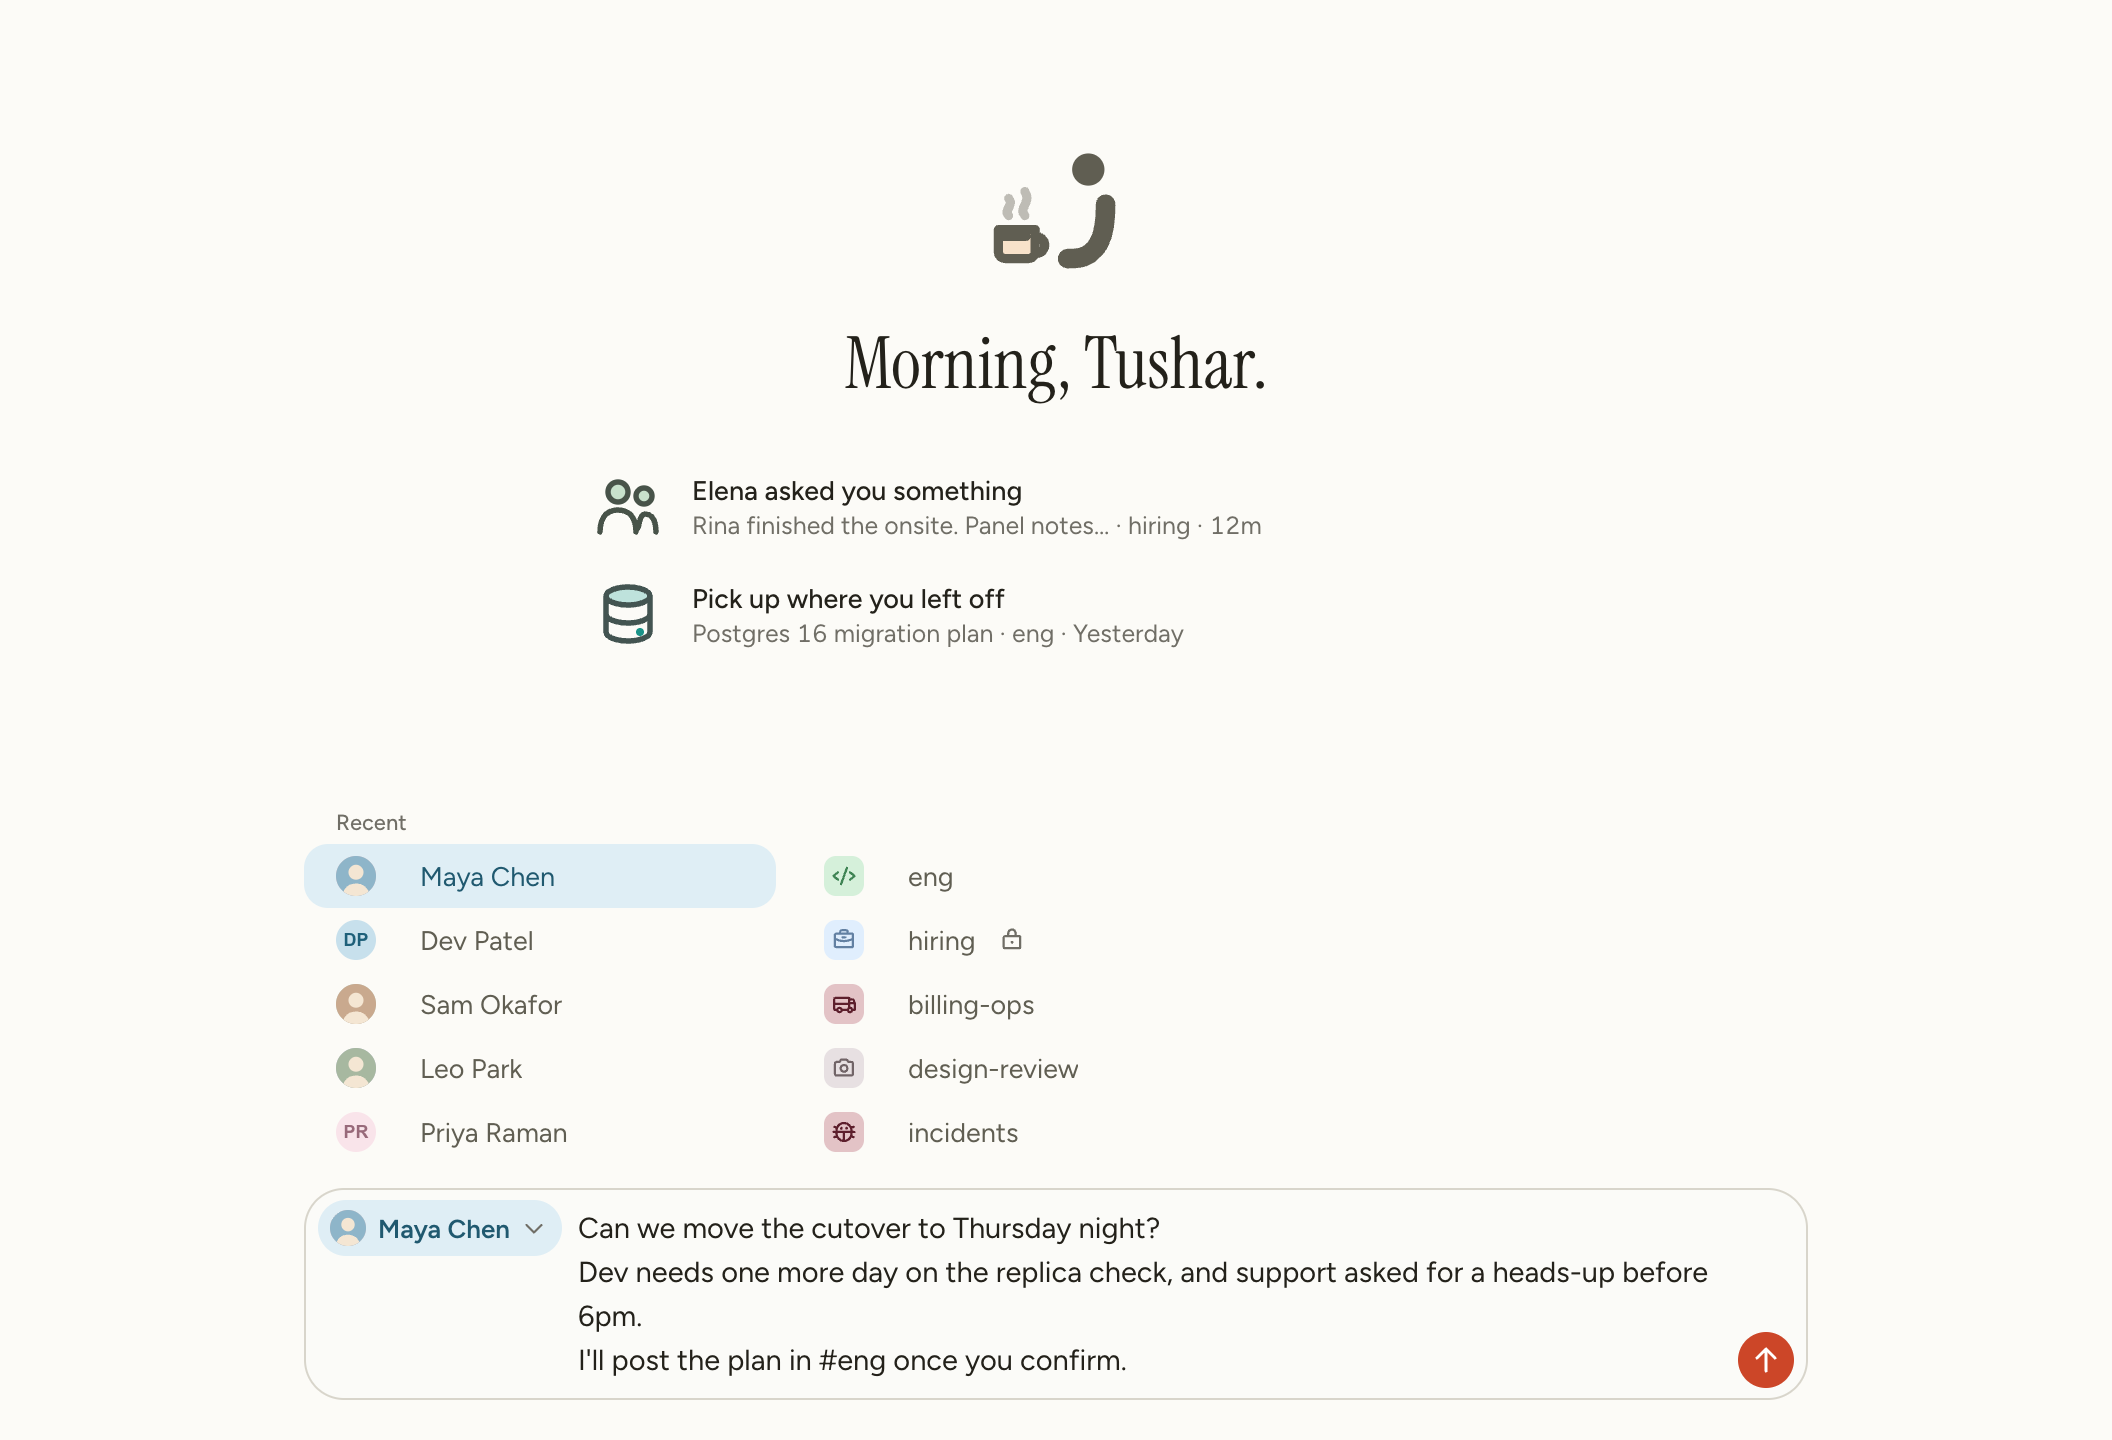 Morning, Tushar.
Elena asked you something
Rina finished the onsite. Panel notes... · hiring · 12m
Pick up where you left off
Postgres 16 migration plan · eng · Yesterday
Recent
Maya Chen
DP Dev Patel
Sam Okafor
Leo Park
PR Priya Raman
eng
hiring
billing-ops
design-review
incidents
Maya Chen
Can we move the cutover to Thursday night?
Dev needs one more day on the replica check, and support asked for a heads-up before
6pm.
I'll post the plan in #eng once you confirm.